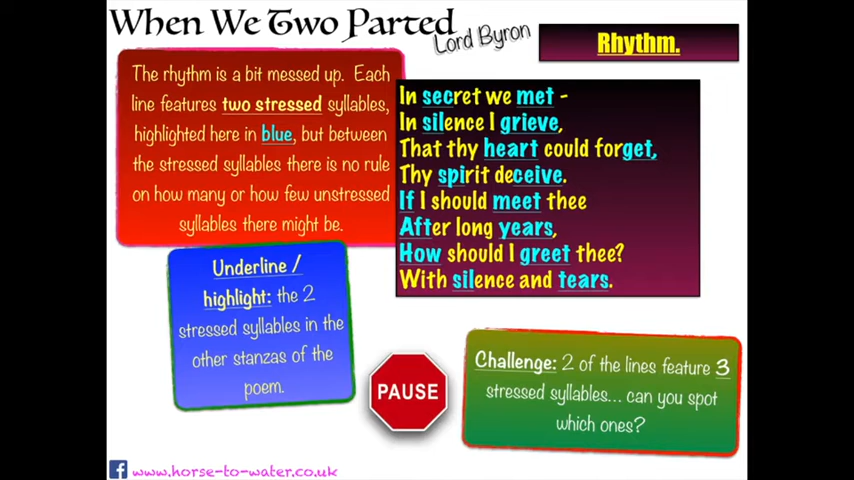 When We Two Parted
Lord Byron
Rhythm.
The rhythm is a bit messed up. Each
line features two stressed syllables,
highlighted here in blue, but between
the stressed syllables there is no rule
on how many or how few unstressed
syllables there might be.
In secret we met -
In silence I grieve,
That thy heart could forget,
Thy spirit deceive.
If I should meet thee
After long years,
How should I greet thee?
With silence and tears.
Underline /
highlight: the 2
stressed syllables in the
other stanzas of the
poem.
PAUSE
Challenge: 2 of the lines feature 3
stressed syllables... can you spot
which ones?
f www.horse-to-water.co.uk